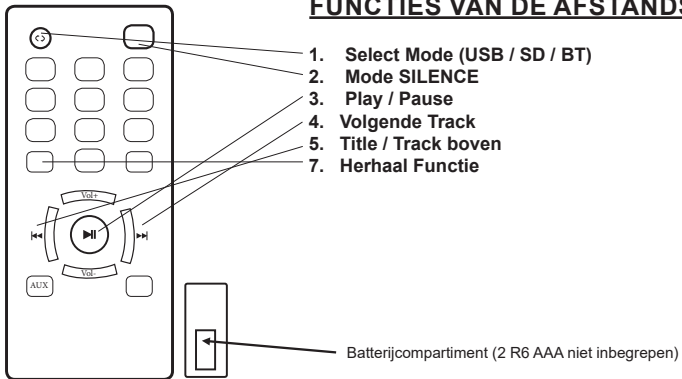 FUNCTIES VAN DE AFSTANDS
1. Select Mode (USB / SD / BT)
2. Mode SILENCE
3. Play / Pause
4. Volgende Track
5. Title / Track boven
7. Herhaal Functie
Vol+
Vol-
AUX
Batterijcompartiment (2 R6 AAA niet inbegrepen)